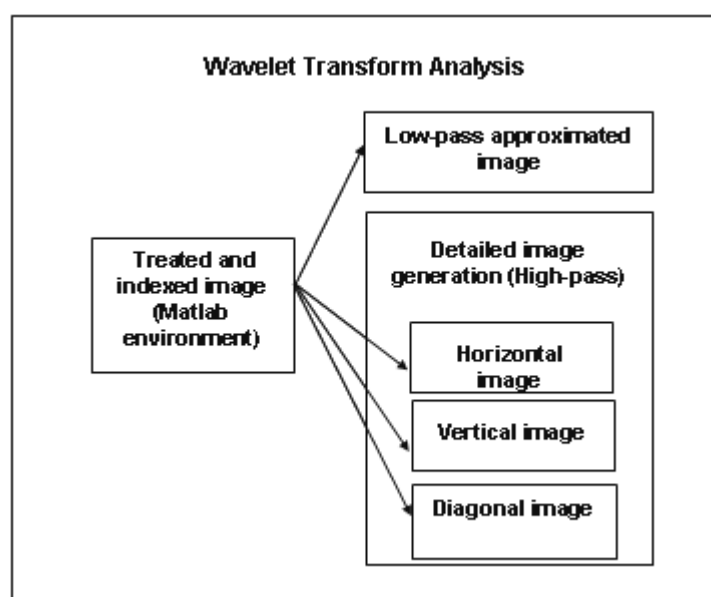 Wavelet Transform Analysis
Low-pass approximated
image
Treated and
indexed image
(Matlab
environment)
Detailed image
generation (High-pass)
Horizontal
image
Vertical image
Diagonal image